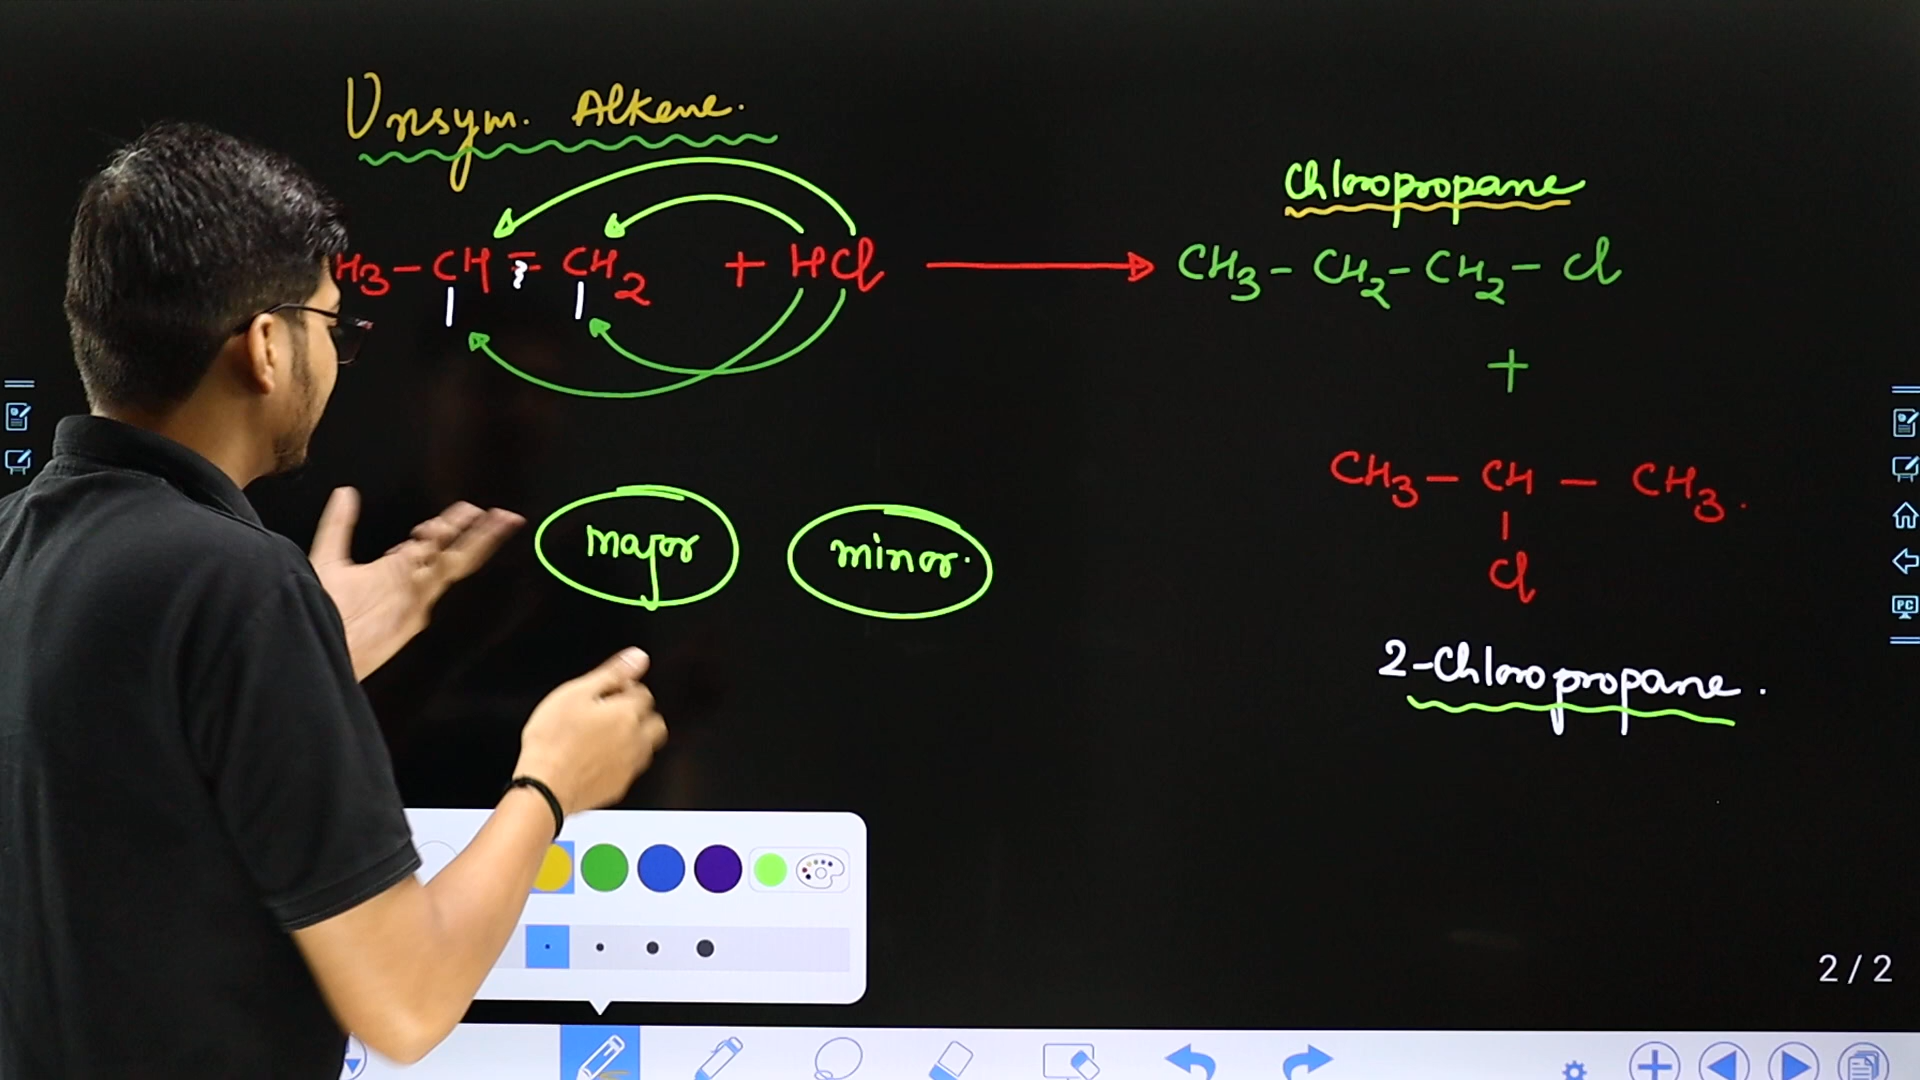 Unsym. Alkene.
Chloropropane
H3-CH=CH2 + HCl → CH3-CH2-CH2-Cl
+
CH3-CH-CH3.
|
Cl
major minor.
2-Chloropropane.
2/2
PC